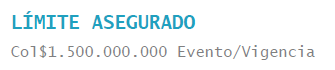 LÍMITE ASEGURADO
Col$1.500.000.000 Evento/Vigencia